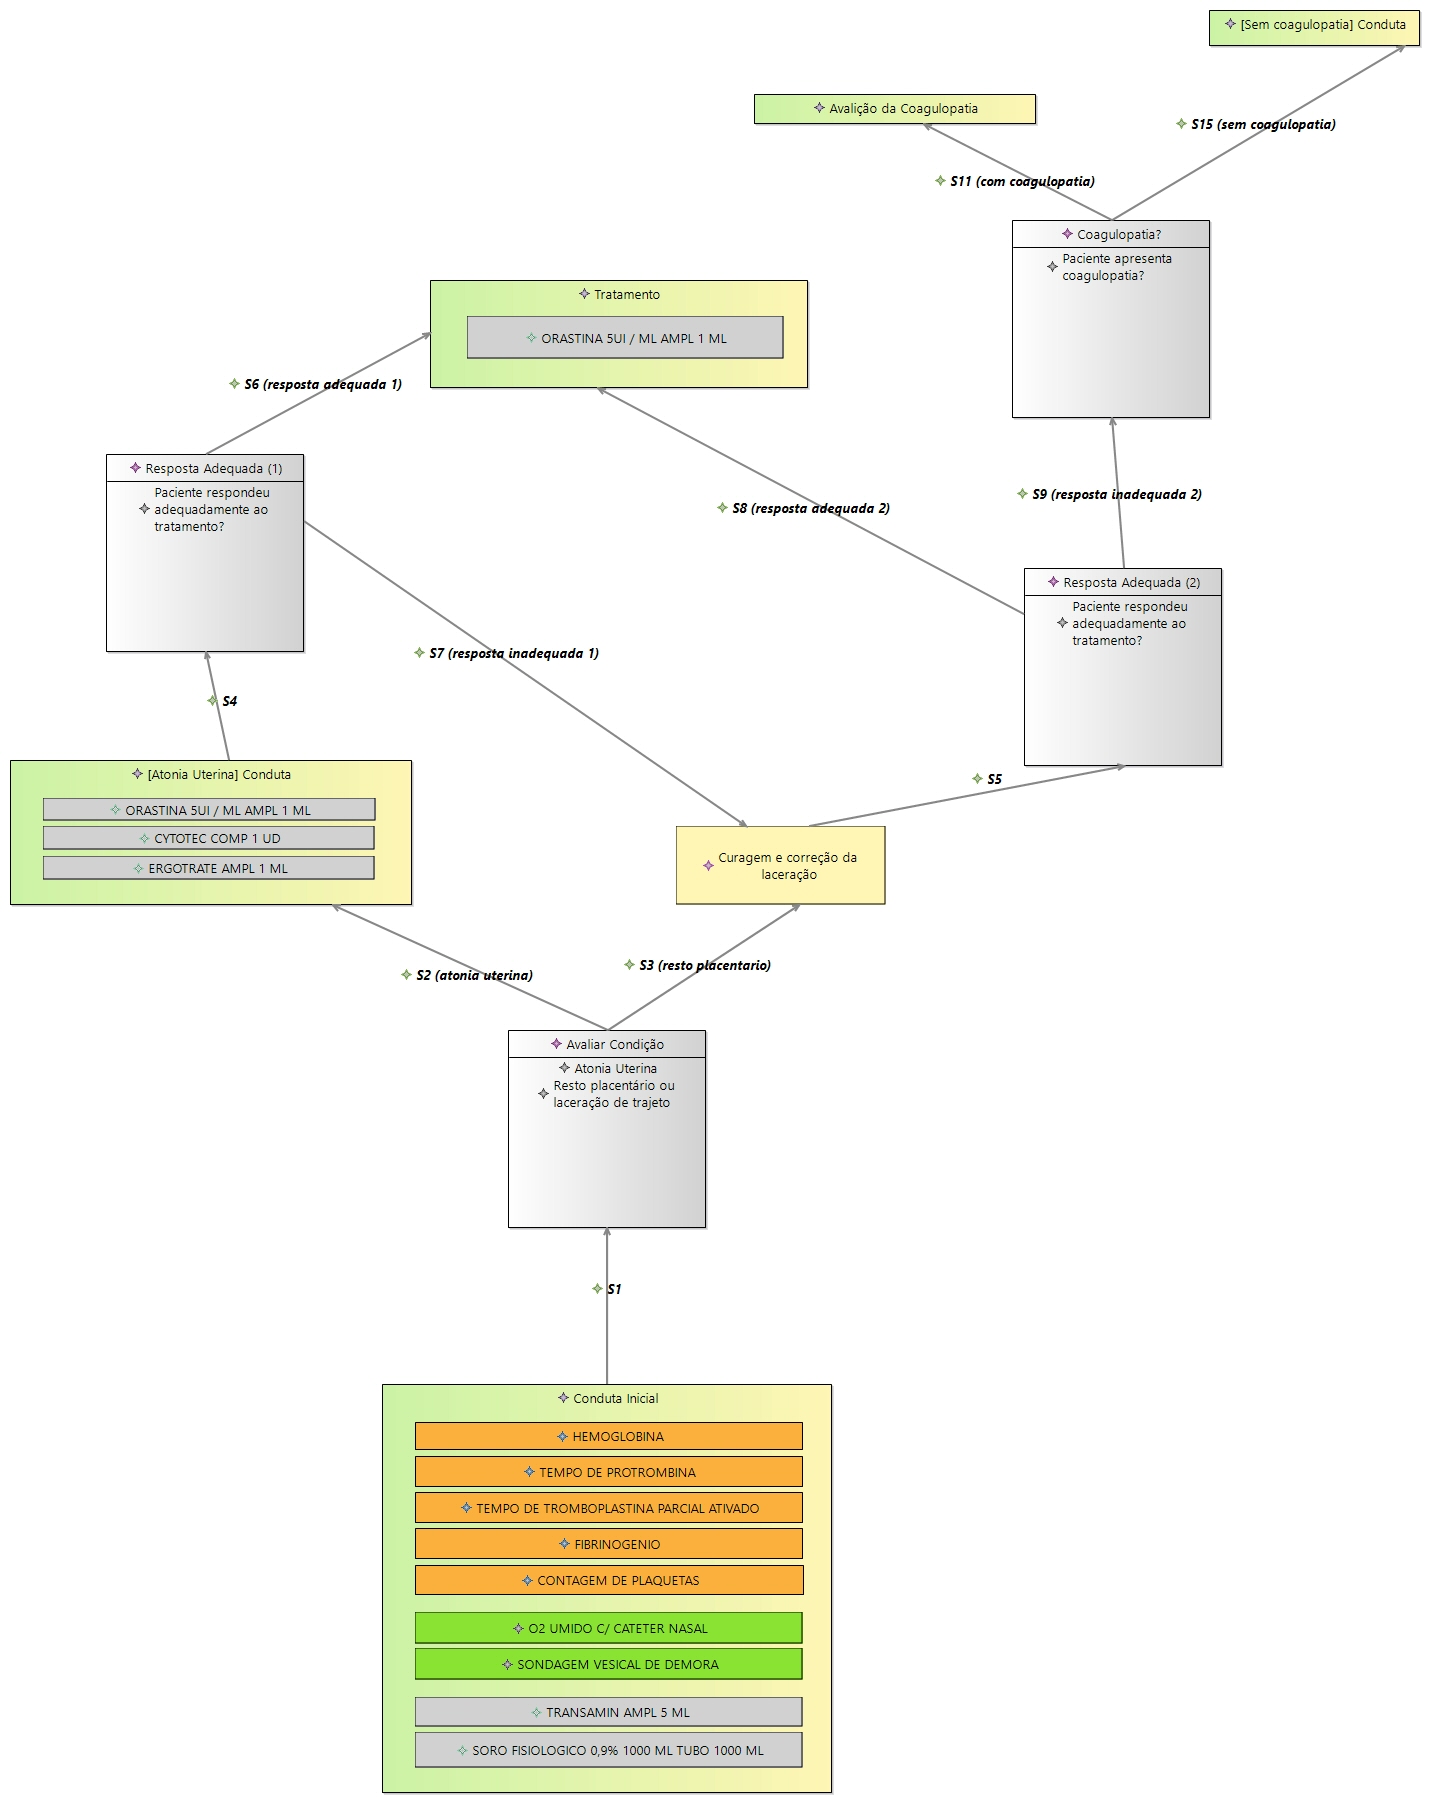 [Sem coagulopatia] Conduta
Avalição da Coagulopatia
S15 (sem coagulopatia)
S11 (com coagulopatia)
Coagulopatia?
Paciente apresenta
coagulopatia?
Tratamento
ORASTINA 5UI / ML AMPL 1 ML
S6 (resposta adequada 1)
Resposta Adequada (1)
Paciente respondeu
adequadamente ao
tratamento?
S8 (resposta adequada 2)
S9 (resposta inadequada 2)
Resposta Adequada (2)
Paciente respondeu
adequadamente ao
tratamento?
S7 (resposta inadequada 1)
S4
[Atonia Uterina] Conduta
ORASTINA 5UI / ML AMPL 1 ML
CYTOTEC COMP 1 UD
ERGOTRATE AMPL 1 ML
S5
Curagem e correção da
laceração
S2 (atonia uterina)
S3 (resto placentario)
Avaliar Condição
Atonia Uterina
Resto placentário ou
laceração de trajeto
S1
Conduta Inicial
HEMOGLOBINA
TEMPO DE PROTROMBINA
TEMPO DE TROMBOPLASTINA PARCIAL ATIVADO
FIBRINOGENIO
CONTAGEM DE PLAQUETAS
O2 UMIDO C/ CATETER NASAL
SONDAGEM VESICAL DE DEMORA
TRANSAMIN AMPL 5 ML
SORO FISIOLOGICO 0,9% 1000 ML TUBO 1000 ML